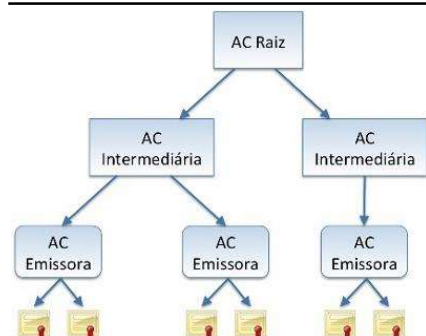 AC Raiz
AC
Intermediária
AC
Intermediária
AC
Emissora
AC
Emissora
AC
Emissora